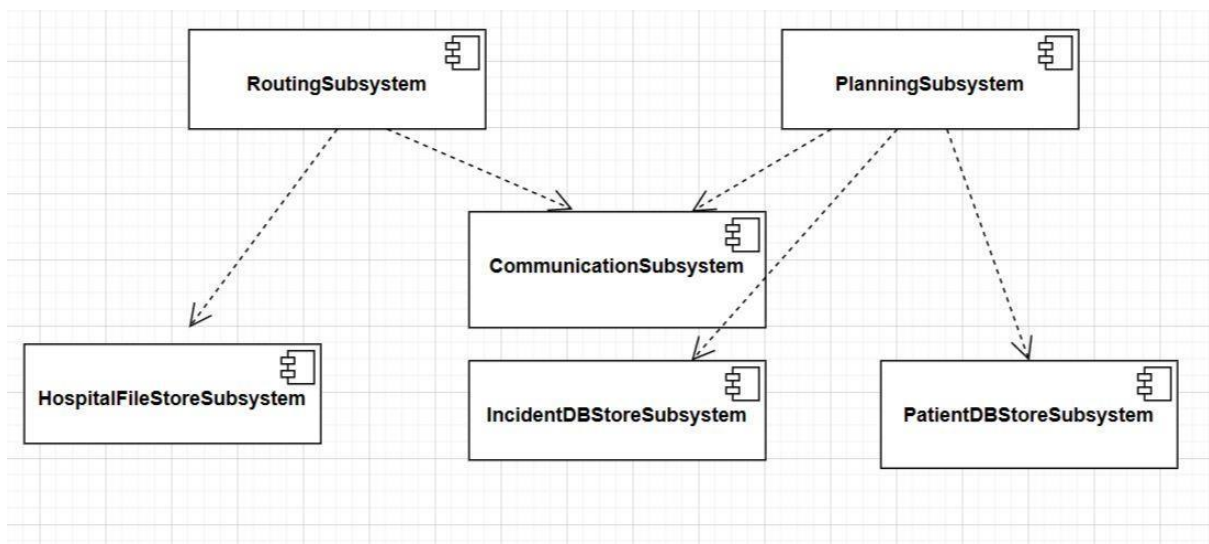 RoutingSubsystem
PlanningSubsystem
CommunicationSubsystem
HospitalFileStoreSubsystem
IncidentDBStoreSubsystem
PatientDBStoreSubsystem